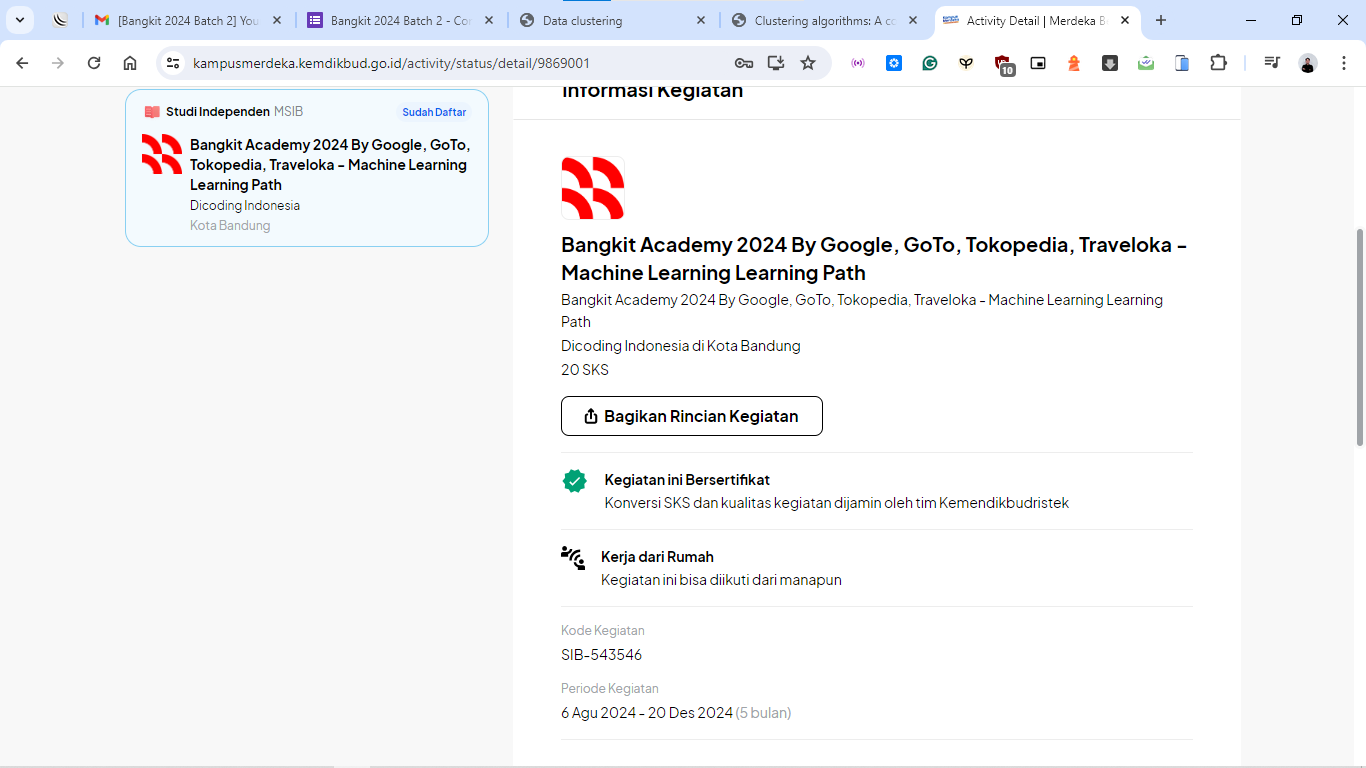 [Bangkit 2024 Batch 2] You
Bangkit 2024 Batch 2 - Con
Data clustering
Clustering algorithms: A co
Activity Detail | Merdeka Be
kampusmerdeka.kemdikbud.go.id/activity/status/detail/9869001
10
Studi Independen MSIB
Sudah Daftar
Bangkit Academy 2024 By Google, GoTo,
Tokopedia, Traveloka – Machine Learning
Learning Path
Dicoding Indonesia
Kota Bandung
Informasi Kegiatan
Bangkit Academy 2024 By Google, GoTo, Tokopedia, Traveloka –
Machine Learning Learning Path
Bangkit Academy 2024 By Google, GoTo, Tokopedia, Traveloka - Machine Learning Learning
Path
Dicoding Indonesia di Kota Bandung
20 SKS
Bagikan Rincian Kegiatan
Kegiatan ini Bersertifikat
Konversi SKS dan kualitas kegiatan dijamin oleh tim Kemendikbudristek
Kerja dari Rumah
Kegiatan ini bisa diikuti dari manapun
Kode Kegiatan
SIB-543546
Periode Kegiatan
6 Agu 2024 - 20 Des 2024 (5 bulan)